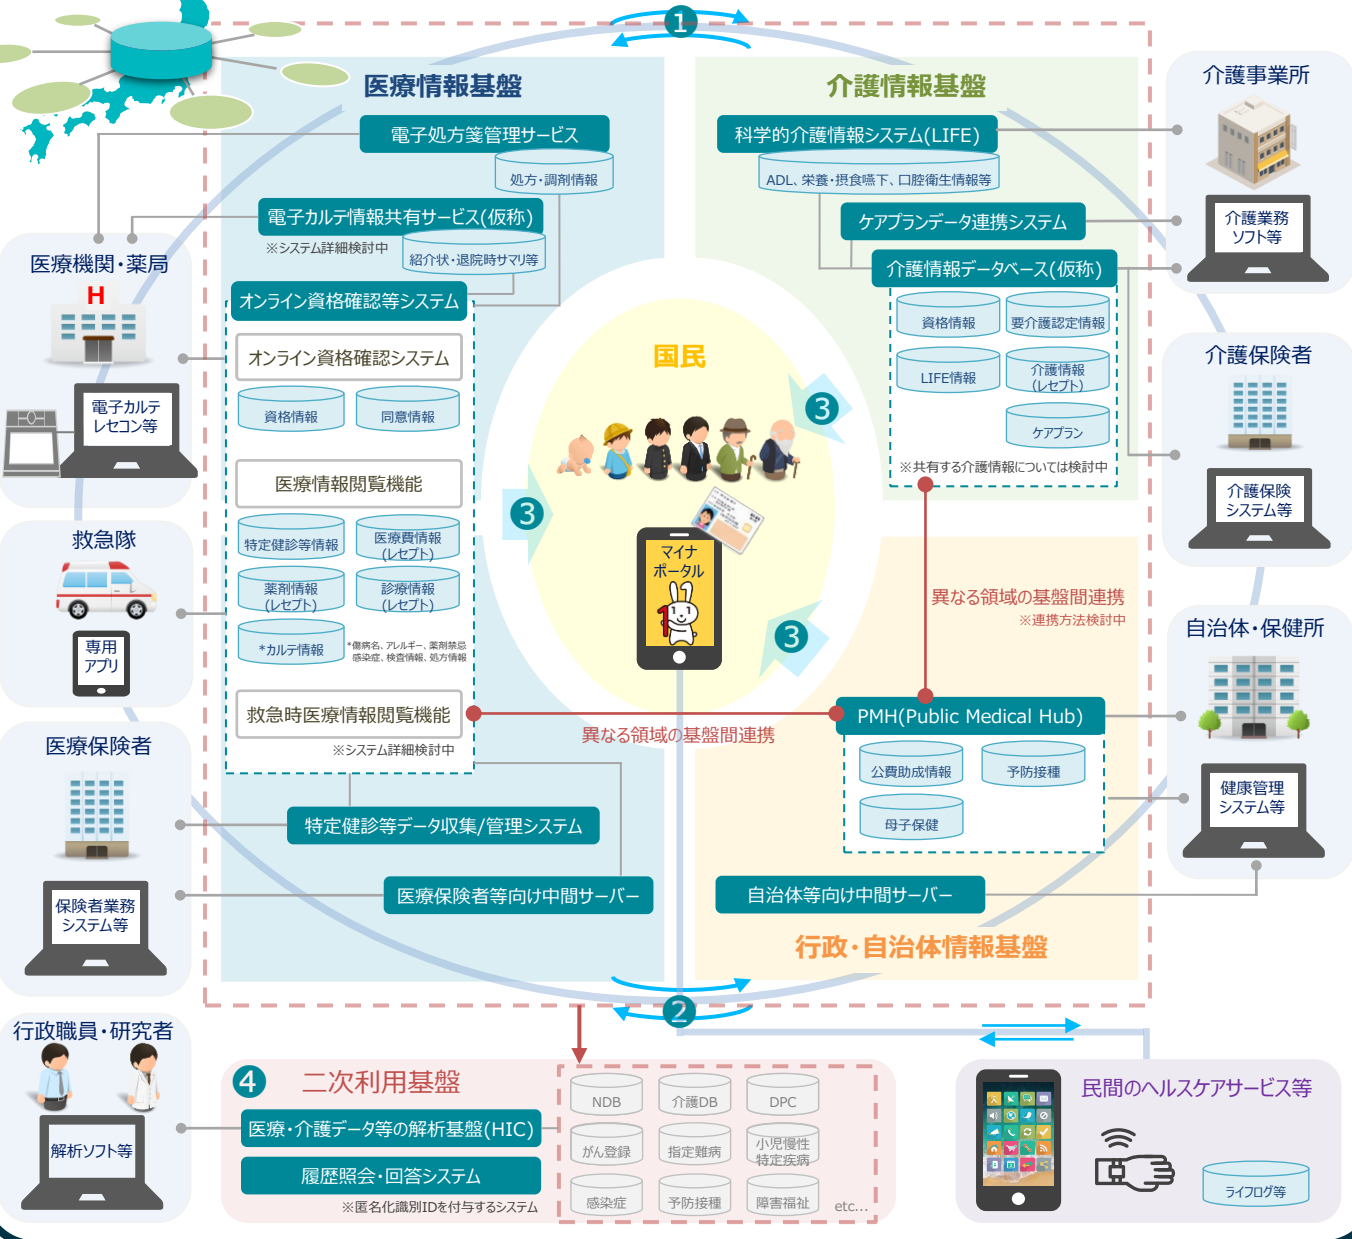 1
医療情報基盤
電子処方箋管理サービス
処方・調剤情報
電子カルテ情報共有サービス(仮称)
※システム詳細検討中
紹介状・退院時サマリ等
オンライン資格確認等システム
オンライン資格確認システム
資格情報
同意情報
医療情報閲覧機能
特定健診等情報
医療費情報
(レセプト)
薬剤情報
(レセプト)
診療情報
(レセプト)
*カルテ情報
*傷病名、アレルギー、薬剤禁忌
感染症、検査情報、処方情報
救急時医療情報閲覧機能
※システム詳細検討中
特定健診等データ収集/管理システム
医療保険者等向け中間サーバー
介護情報基盤
科学的介護情報システム(LIFE)
ADL、栄養・摂食嚥下、口腔衛生情報等
ケアプランデータ連携システム
介護情報データベース(仮称)
資格情報
要介護認定情報
LIFE情報
介護情報
(レセプト)
ケアプラン
※共有する介護情報については検討中
国民
3
3
3
マイナ
ポータル
1
異なる領域の基盤間連携
※連携方法検討中
異なる領域の基盤間連携
PMH(Public Medical Hub)
公費助成情報
予防接種
母子保健
自治体等向け中間サーバー
行政・自治体情報基盤
2
医療機関・薬局
H
電子カルテ
レセコン等
救急隊
専用
アプリ
医療保険者
保険者業務
システム等
行政職員・研究者
解析ソフト等
介護事業所
介護業務
ソフト等
介護保険者
介護保険
システム等
自治体・保健所
健康管理
システム等
4
二次利用基盤
医療・介護データ等の解析基盤(HIC)
履歴照会・回答システム
※匿名化識別IDを付与するシステム
NDB
介護DB
DPC
がん登録
指定難病
小児慢性
特定疾病
感染症
予防接種
障害福祉
etc...
民間のヘルスケアサービス等
ライフログ等